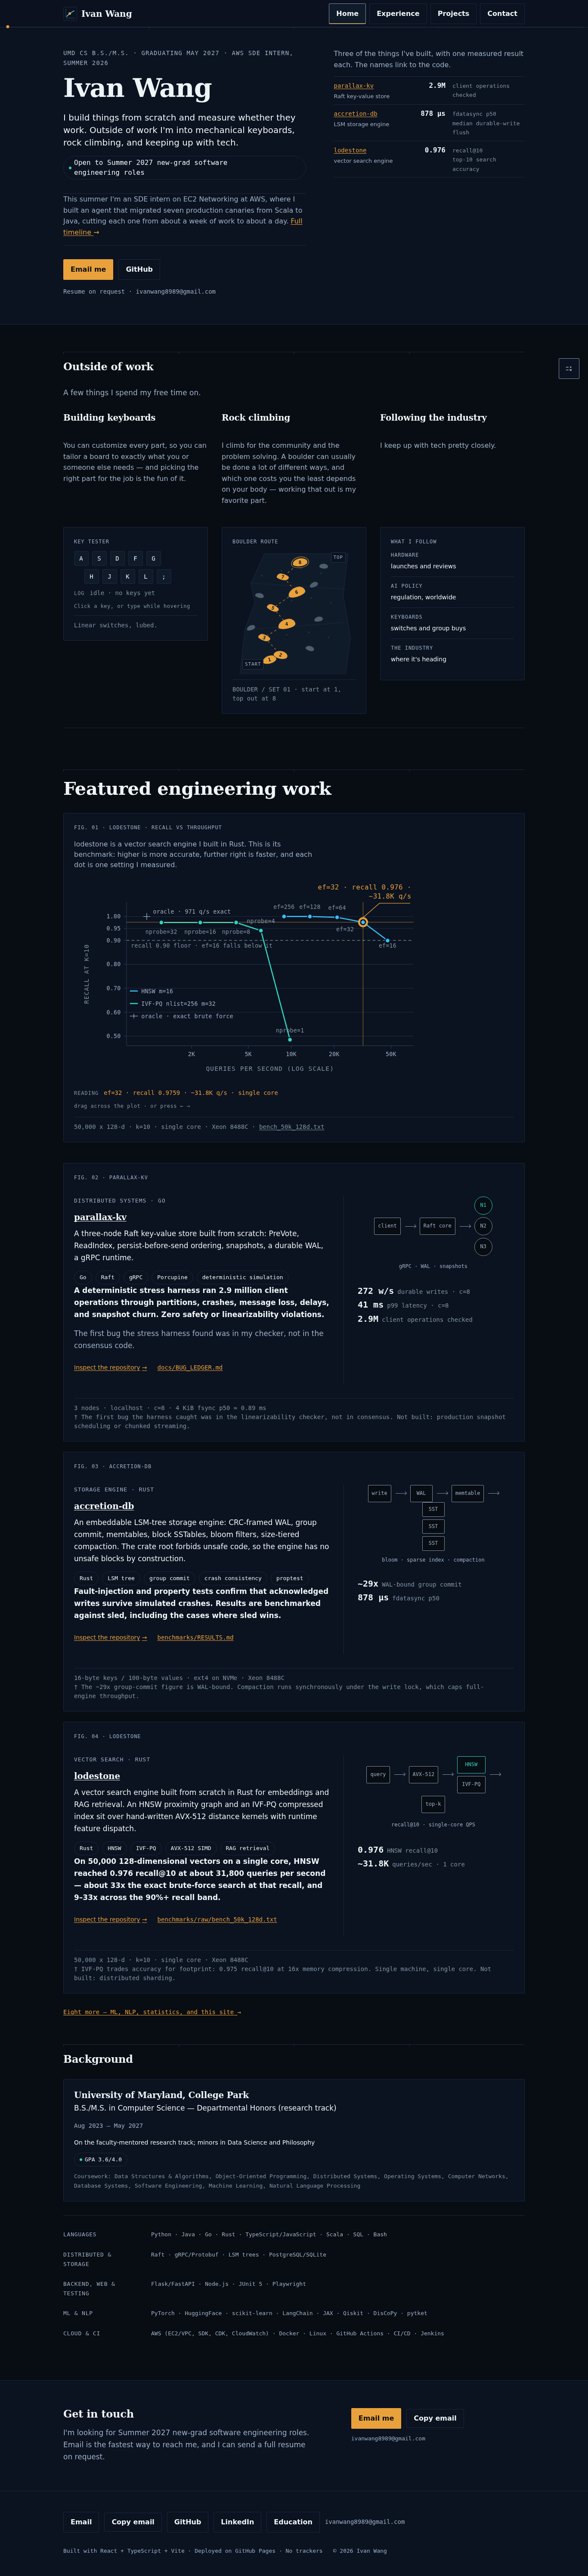 Ivan Wang
Home
Experience
Projects
Contact
UMD CS B.S./M.S. · GRADUATING MAY 2027 · AWS SDE INTERN,
SUMMER 2026
Ivan Wang
I build things from scratch and measure whether they
work. Outside of work I'm into mechanical keyboards,
rock climbing, and keeping up with tech.
Open to Summer 2027 new-grad software
engineering roles
This summer I'm an SDE intern on EC2 Networking at AWS, where I
built an agent that migrated seven production canaries from Scala to
Java, cutting each one from about a week of work to about a day. Full
timeline →
Email me
GitHub
Resume on request · ivanwang8989@gmail.com
Three of the things I've built, with one measured result
each. The names link to the code.
parallax-kv
Raft key-value store
2.9M
client operations
checked
accretion-db
LSM storage engine
878 µs
fdatasync p50
median durable-write
flush
lodestone
vector search engine
0.976
recall@10
top-10 search
accuracy
Outside of work
A few things I spend my free time on.
Building keyboards
You can customize every part, so you can
tailor a board to exactly what you or
someone else needs — and picking the
right part for the job is the fun of it.
Rock climbing
I climb for the community and the
problem solving. A boulder can usually
be done a lot of different ways, and
which one costs you the least depends
on your body — working that out is my
favorite part.
Following the industry
I keep up with tech pretty closely.
KEY TESTER
A S D F G
H J K L ;
LOG idle · no keys yet
Click a key, or type while hovering
Linear switches, lubed.
BOULDER ROUTE
TOP
8
7
6
5
4
3
2
1
START
BOULDER / SET 01 · start at 1,
top out at 8
WHAT I FOLLOW
HARDWARE
launches and reviews
AI POLICY
regulation, worldwide
KEYBOARDS
switches and group buys
THE INDUSTRY
where it's heading
Featured engineering work
FIG. 01 · LODESTONE · RECALL VS THROUGHPUT
lodestone is a vector search engine I built in Rust. This is its
benchmark: higher is more accurate, further right is faster, and each
dot is one setting I measured.
ef=32 · recall 0.976 ·
~31.8K q/s
oracle · 971 q/s exact
ef=256 ef=128 ef=64
nprobe=4
ef=32
nprobe=32 nprobe=16 nprobe=8
recall 0.90 floor · ef=16 falls below it
ef=16
HNSW m=16
IVF-PQ nlist=256 m=32
oracle · exact brute force
nprobe=1
1.00
0.95
0.90
0.80
0.70
0.60
0.50
RECALL AT K=10
2K 5K 10K 20K 50K
QUERIES PER SECOND (LOG SCALE)
READING ef=32 · recall 0.9759 · ~31.8K q/s · single core
drag across the plot · or press ← →
50,000 x 128-d · k=10 · single core · Xeon 8488C · bench_50k_128d.txt
FIG. 02 · PARALLAX-KV
DISTRIBUTED SYSTEMS · GO
parallax-kv
A three-node Raft key-value store built from scratch: PreVote,
ReadIndex, persist-before-send ordering, snapshots, a durable WAL,
a gRPC runtime.
Go
Raft
gRPC
Porcupine
deterministic simulation
A deterministic stress harness ran 2.9 million client
operations through partitions, crashes, message loss, delays,
and snapshot churn. Zero safety or linearizability violations.
The first bug the stress harness found was in my checker, not in the
consensus code.
Inspect the repository → docs/BUG_LEDGER.md
client
Raft core
N1
N2
N3
gRPC · WAL · snapshots
272 w/s durable writes · c=8
41 ms p99 latency · c=8
2.9M client operations checked
3 nodes · localhost · c=8 · 4 KiB fsync p50 ≈ 0.89 ms
† The first bug the harness caught was in the linearizability checker, not in consensus. Not built: production snapshot
scheduling or chunked streaming.
FIG. 03 · ACCRETION-DB
STORAGE ENGINE · RUST
accretion-db
An embeddable LSM-tree storage engine: CRC-framed WAL, group
commit, memtables, block SSTables, bloom filters, size-tiered
compaction. The crate root forbids unsafe code, so the engine has no
unsafe blocks by construction.
Rust
LSM tree
group commit
crash consistency
proptest
Fault-injection and property tests confirm that acknowledged
writes survive simulated crashes. Results are benchmarked
against sled, including the cases where sled wins.
Inspect the repository → benchmarks/RESULTS.md
write
WAL
memtable
SST
SST
SST
bloom · sparse index · compaction
~29x WAL-bound group commit
878 µs fdatasync p50
16-byte keys / 100-byte values · ext4 on NVMe · Xeon 8488C
† The ~29x group-commit figure is WAL-bound. Compaction runs synchronously under the write lock, which caps full-
engine throughput.
FIG. 04 · LODESTONE
VECTOR SEARCH · RUST
lodestone
A vector search engine built from scratch in Rust for embeddings and
RAG retrieval. An HNSW proximity graph and an IVF-PQ compressed
index sit over hand-written AVX-512 distance kernels with runtime
feature dispatch.
Rust
HNSW
IVF-PQ
AVX-512 SIMD
RAG retrieval
On 50,000 128-dimensional vectors on a single core, HNSW
reached 0.976 recall@10 at about 31,800 queries per second
— about 33x the exact brute-force search at that recall, and
9–33x across the 90%+ recall band.
Inspect the repository → benchmarks/raw/bench_50k_128d.txt
query
AVX-512
HNSW
IVF-PQ
top-k
recall@10 · single-core QPS
0.976 HNSW recall@10
~31.8K queries/sec · 1 core
50,000 x 128-d · k=10 · single core · Xeon 8488C
† IVF-PQ trades accuracy for footprint: 0.975 recall@10 at 16x memory compression. Single machine, single core. Not
built: distributed sharding.
Eight more — ML, NLP, statistics, and this site →
Background
University of Maryland, College Park
B.S./M.S. in Computer Science — Departmental Honors (research track)
Aug 2023 – May 2027
On the faculty-mentored research track; minors in Data Science and Philosophy
GPA 3.6/4.0
Coursework: Data Structures & Algorithms, Object-Oriented Programming, Distributed Systems, Operating Systems, Computer Networks,
Database Systems, Software Engineering, Machine Learning, Natural Language Processing
LANGUAGES
Python · Java · Go · Rust · TypeScript/JavaScript · Scala · SQL · Bash
DISTRIBUTED &
STORAGE
Raft · gRPC/Protobuf · LSM trees · PostgreSQL/SQLite
BACKEND, WEB &
TESTING
Flask/FastAPI · Node.js · JUnit 5 · Playwright
ML & NLP
PyTorch · HuggingFace · scikit-learn · LangChain · JAX · Qiskit · DisCoPy · pytket
CLOUD & CI
AWS (EC2/VPC, SDK, CDK, CloudWatch) · Docker · Linux · GitHub Actions · CI/CD · Jenkins
Get in touch
I'm looking for Summer 2027 new-grad software engineering roles.
Email is the fastest way to reach me, and I can send a full resume
on request.
Email me
Copy email
ivanwang8989@gmail.com
Email
Copy email
GitHub
LinkedIn
Education
ivanwang8989@gmail.com
Built with React + TypeScript + Vite · Deployed on GitHub Pages · No trackers © 2026 Ivan Wang